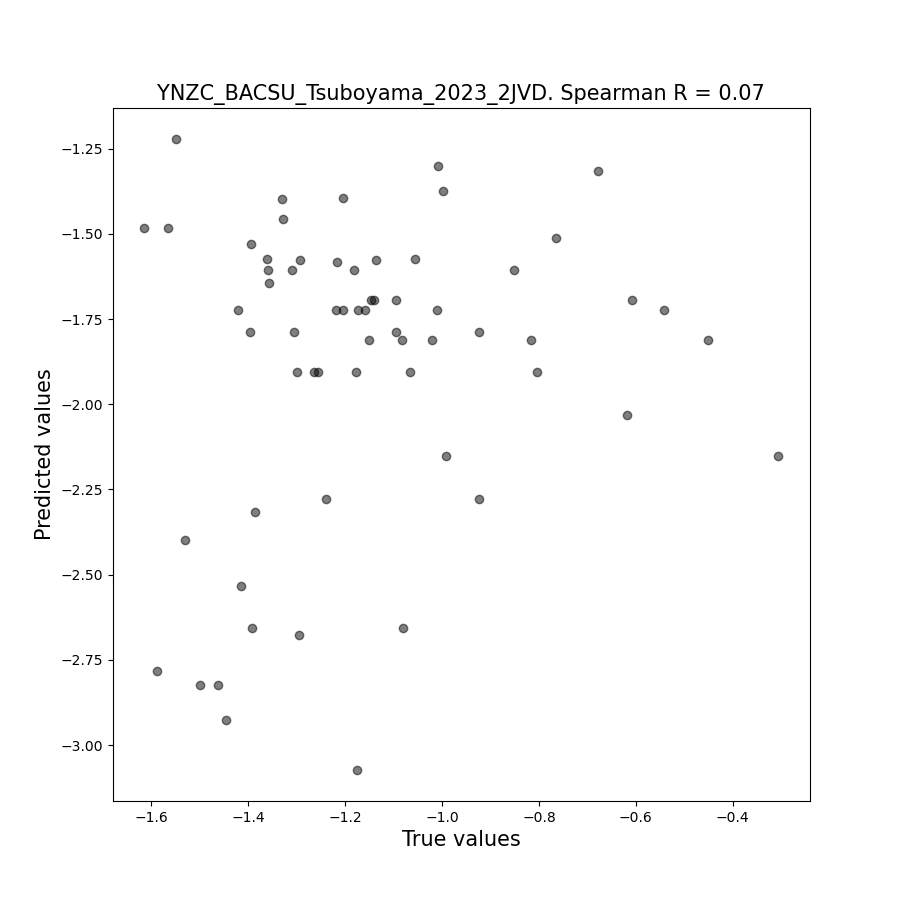 YNZC_BACSU_Tsuboyama_2023_2JVD. Spearman R = 0.07
Predicted values
−1.25
−1.50
−1.75
−2.00
−2.25
−2.50
−2.75
−3.00
−1.6 −1.4 −1.2 −1.0 −0.8 −0.6 −0.4
True values